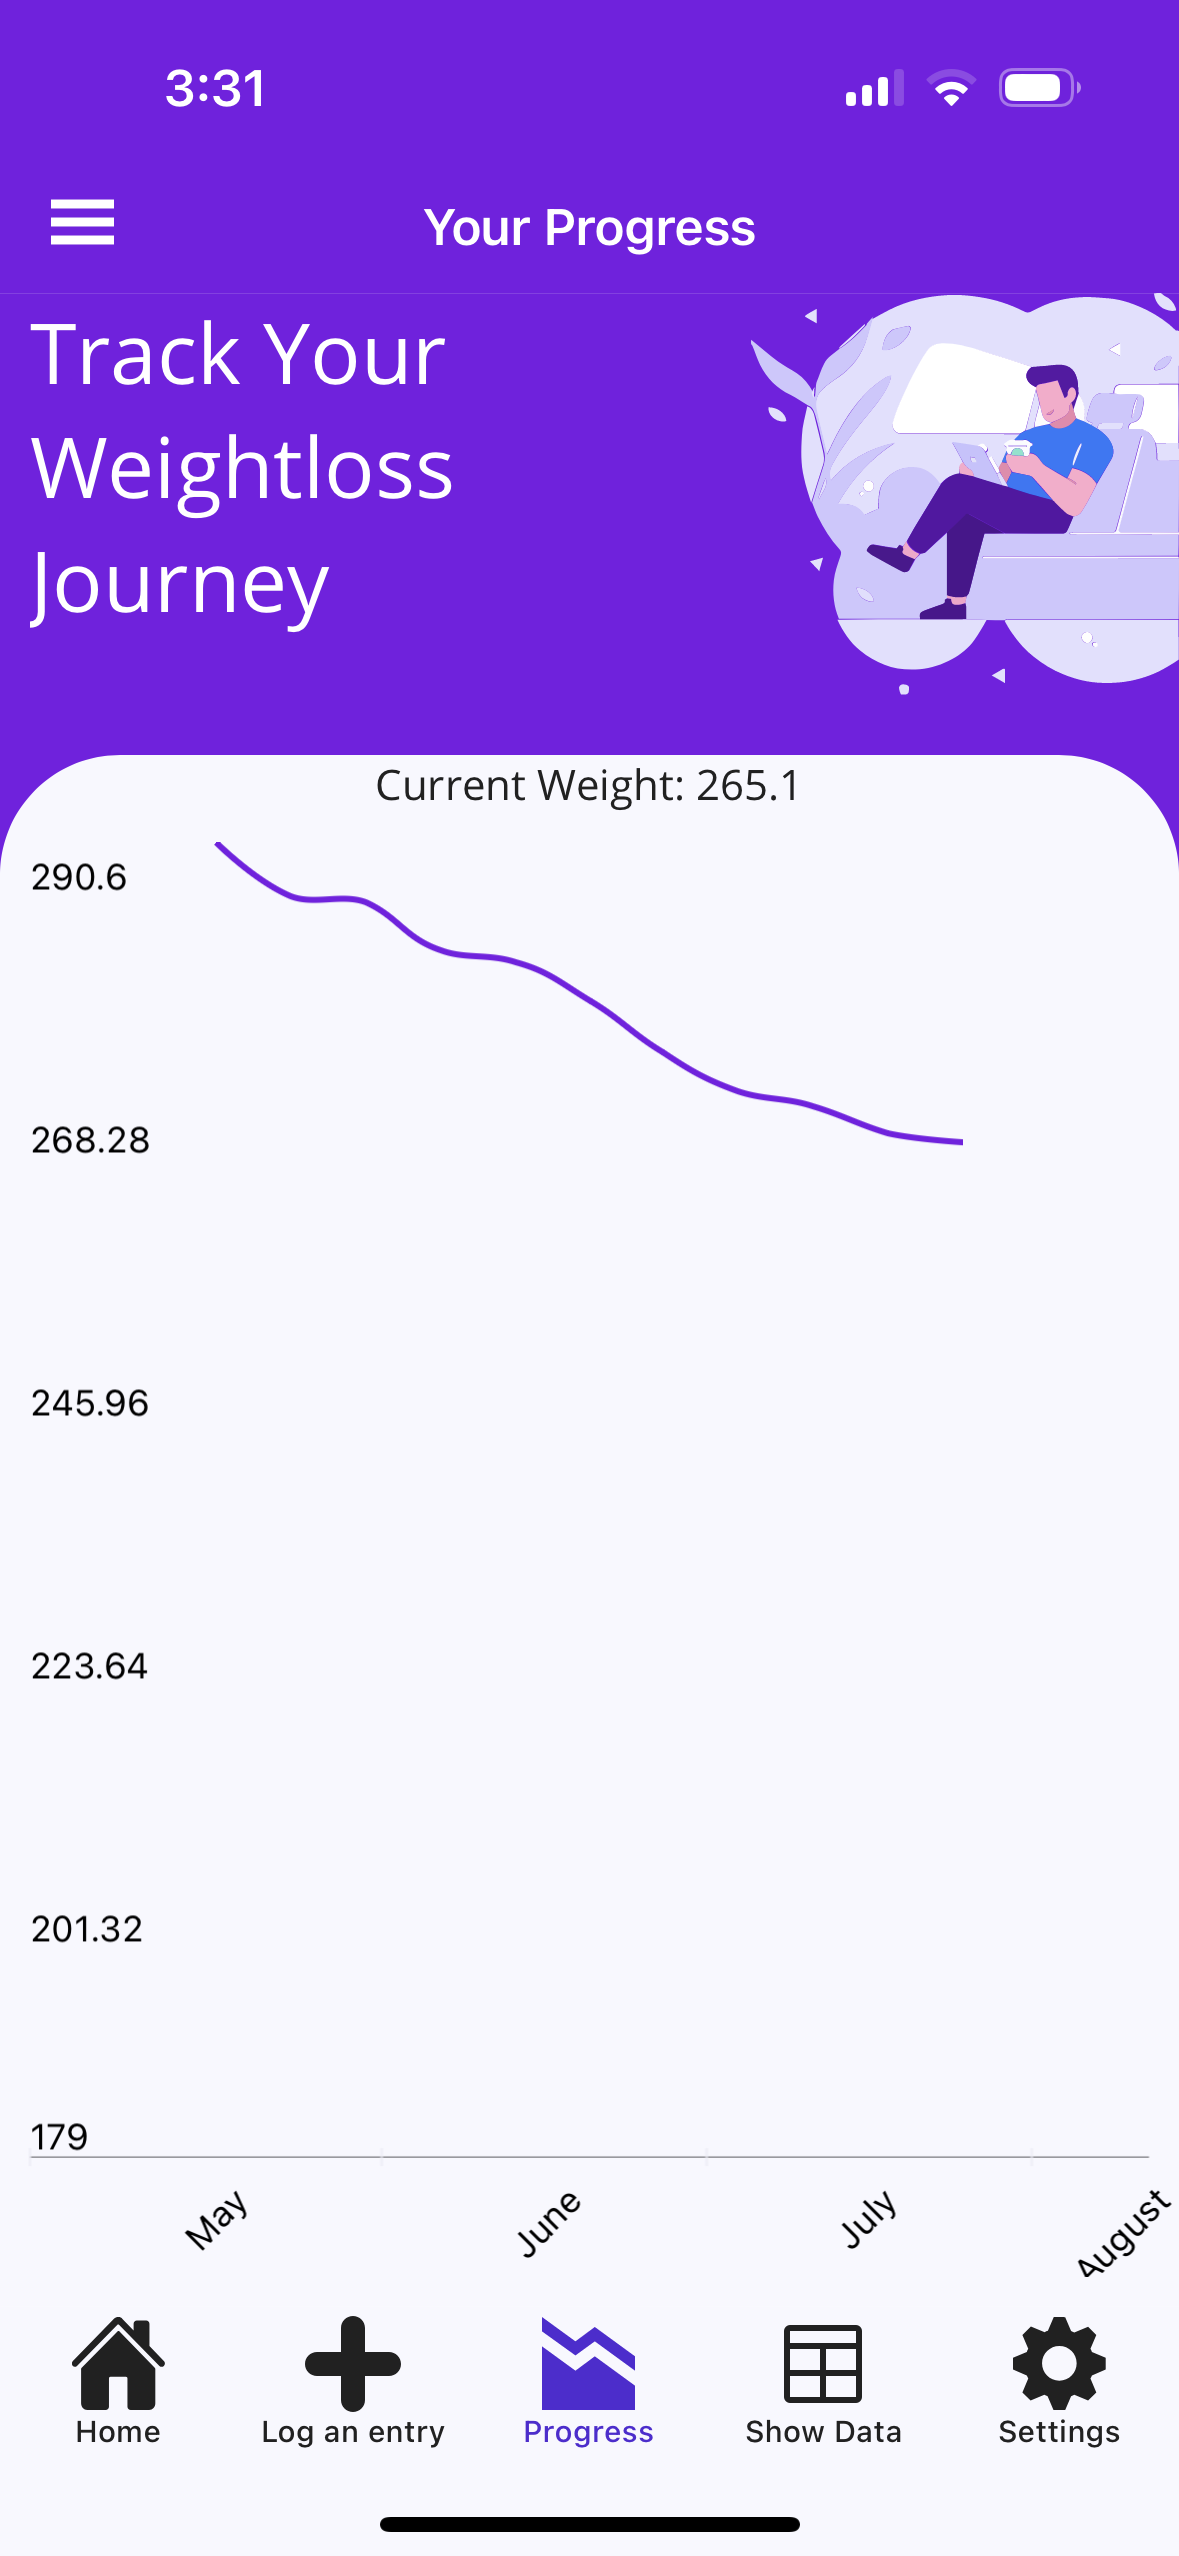 3:31
Your Progress
Track Your
Weightloss
Journey
Current Weight: 265.1
290.6
268.28
245.96
223.64
201.32
179
May
June
July
August
Home
Log an entry
Progress
Show Data
Settings